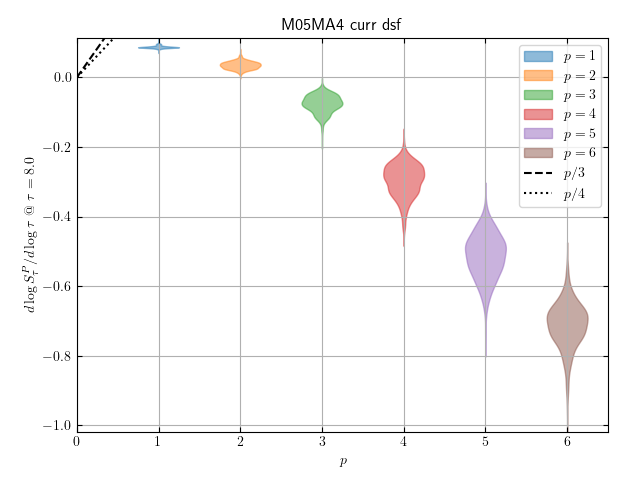 M05MA4 curr dsf
d log S_τ^P / d log τ @ τ = 8.0
0.0
−0.2
−0.4
−0.6
−0.8
−1.0
0 1 2 3 4 5 6
p
p = 1
p = 2
p = 3
p = 4
p = 5
p = 6
p/3
p/4